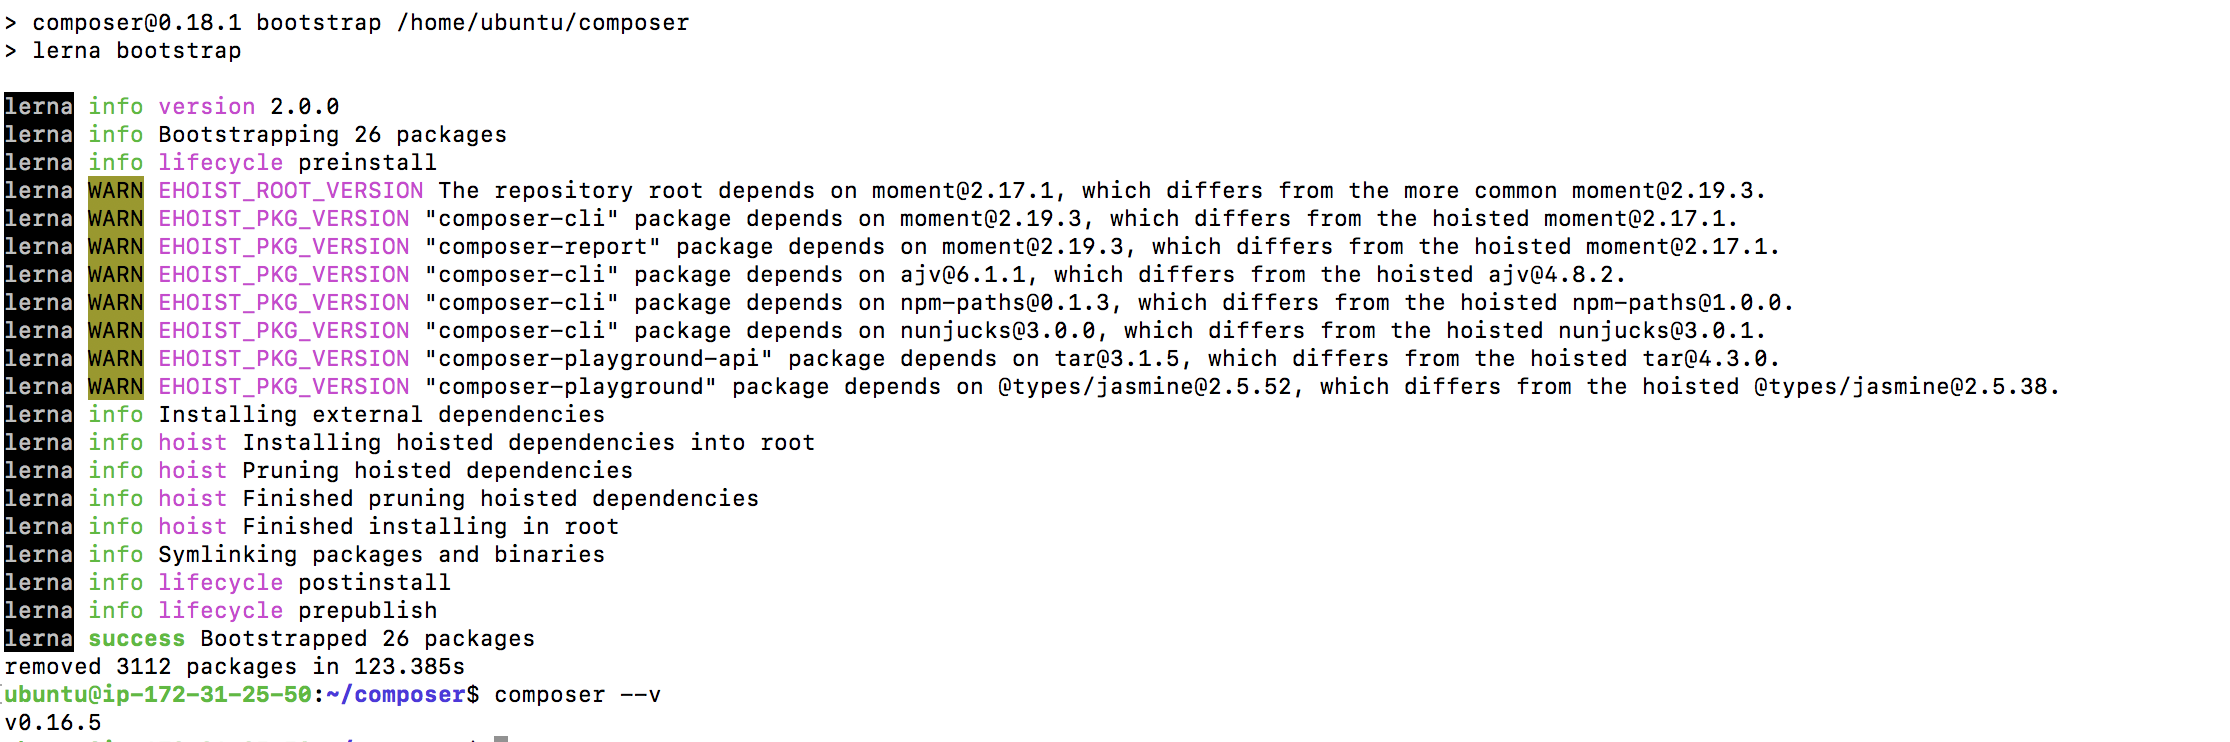 > composer@0.18.1 bootstrap /home/ubuntu/composer
> lerna bootstrap
lerna info version 2.0.0
lerna info Bootstrapping 26 packages
lerna info lifecycle preinstall
lerna WARN EHOIST_ROOT_VERSION The repository root depends on moment@2.17.1, which differs from the more common moment@2.19.3.
lerna WARN EHOIST_PKG_VERSION "composer-cli" package depends on moment@2.19.3, which differs from the hoisted moment@2.17.1.
lerna WARN EHOIST_PKG_VERSION "composer-report" package depends on moment@2.19.3, which differs from the hoisted moment@2.17.1.
lerna WARN EHOIST_PKG_VERSION "composer-cli" package depends on ajv@6.1.1, which differs from the hoisted ajv@4.8.2.
lerna WARN EHOIST_PKG_VERSION "composer-cli" package depends on npm-paths@0.1.3, which differs from the hoisted npm-paths@1.0.0.
lerna WARN EHOIST_PKG_VERSION "composer-cli" package depends on nunjucks@3.0.0, which differs from the hoisted nunjucks@3.0.1.
lerna WARN EHOIST_PKG_VERSION "composer-playground-api" package depends on tar@3.1.5, which differs from the hoisted tar@4.3.0.
lerna WARN EHOIST_PKG_VERSION "composer-playground" package depends on @types/jasmine@2.5.52, which differs from the hoisted @types/jasmine@2.5.38.
lerna info Installing external dependencies
lerna info hoist Installing hoisted dependencies into root
lerna info hoist Pruning hoisted dependencies
lerna info hoist Finished pruning hoisted dependencies
lerna info hoist Finished installing in root
lerna info Symlinking packages and binaries
lerna info lifecycle postinstall
lerna info lifecycle prepublish
lerna success Bootstrapped 26 packages
removed 3112 packages in 123.385s
ubuntu@ip-172-31-25-50:~/composer$ composer --v
v0.16.5